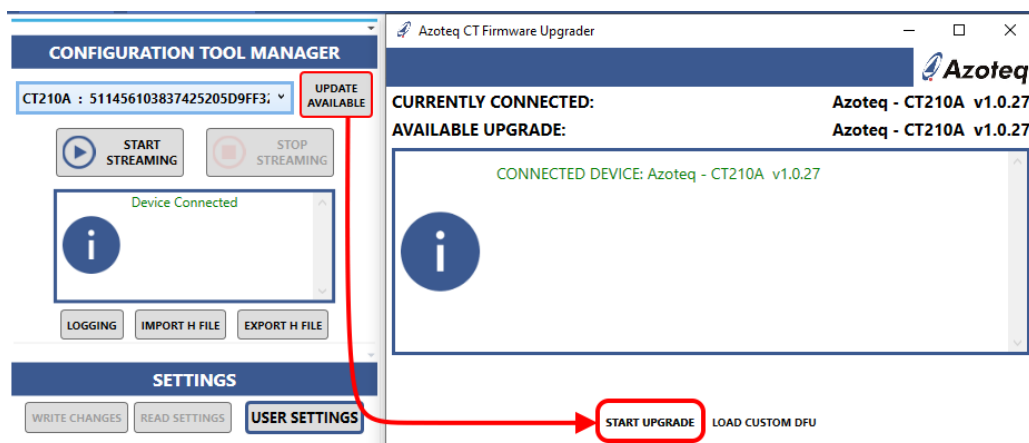 CONFIGURATION TOOL MANAGER
CT210A : 511456103837425205D9FF3
UPDATE
AVAILABLE
START
STREAMING
STOP
STREAMING
Device Connected
i
LOGGING
IMPORT H FILE
EXPORT H FILE
SETTINGS
WRITE CHANGES
READ SETTINGS
USER SETTINGS
Azoteq CT Firmware Upgrader
Azoteq
CURRENTLY CONNECTED: Azoteq - CT210A v1.0.27
AVAILABLE UPGRADE: Azoteq - CT210A v1.0.27
CONNECTED DEVICE: Azoteq - CT210A v1.0.27
i
START UPGRADE
LOAD CUSTOM DFU